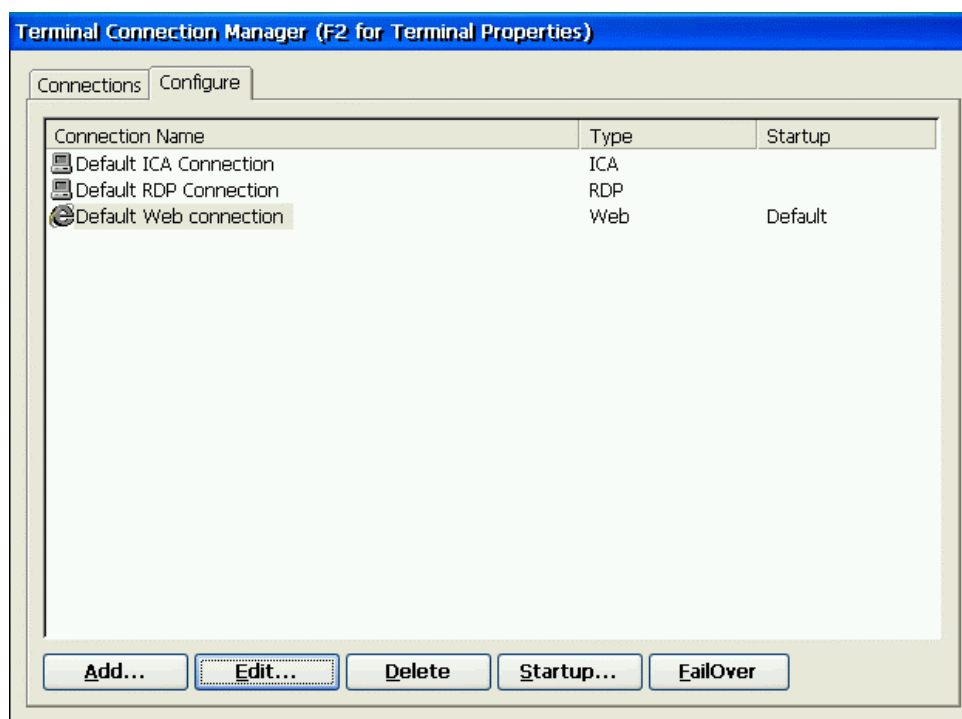 Terminal Connection Manager (F2 for Terminal Properties)
Connections Configure
Connection Name Type Startup
Default ICA Connection ICA
Default RDP Connection RDP
Default Web connection Web Default
Add... Edit... Delete Startup... FailOver